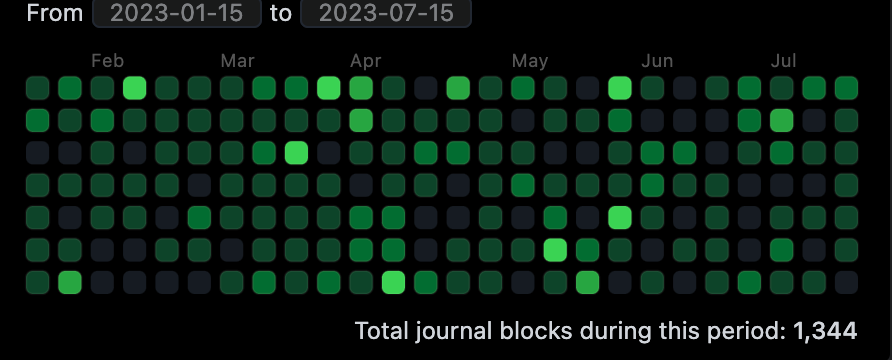 From 2023-01-15 to 2023-07-15
Feb Mar Apr May Jun Jul
Total journal blocks during this period: 1,344